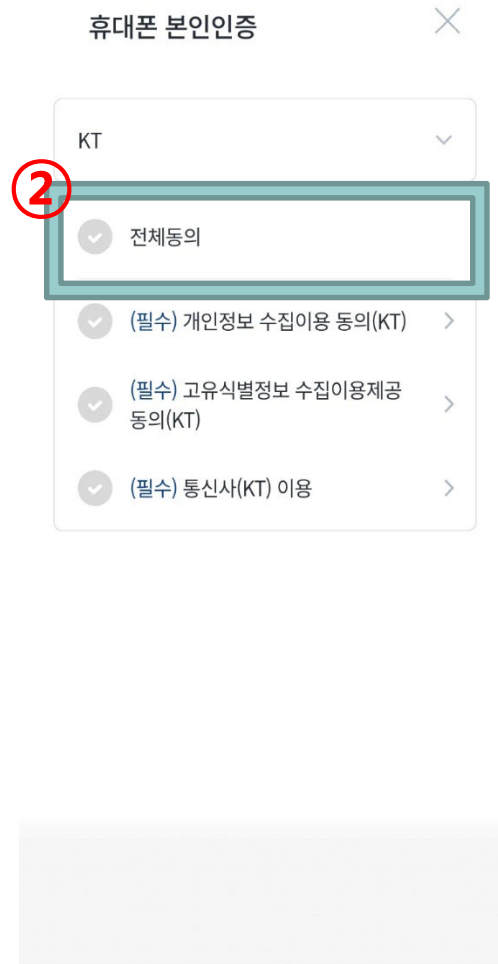 휴대폰 본인인증
KT
②
전체동의
(필수) 개인정보 수집이용 동의(KT)
(필수) 고유식별정보 수집이용제공
동의(KT)
(필수) 통신사(KT) 이용